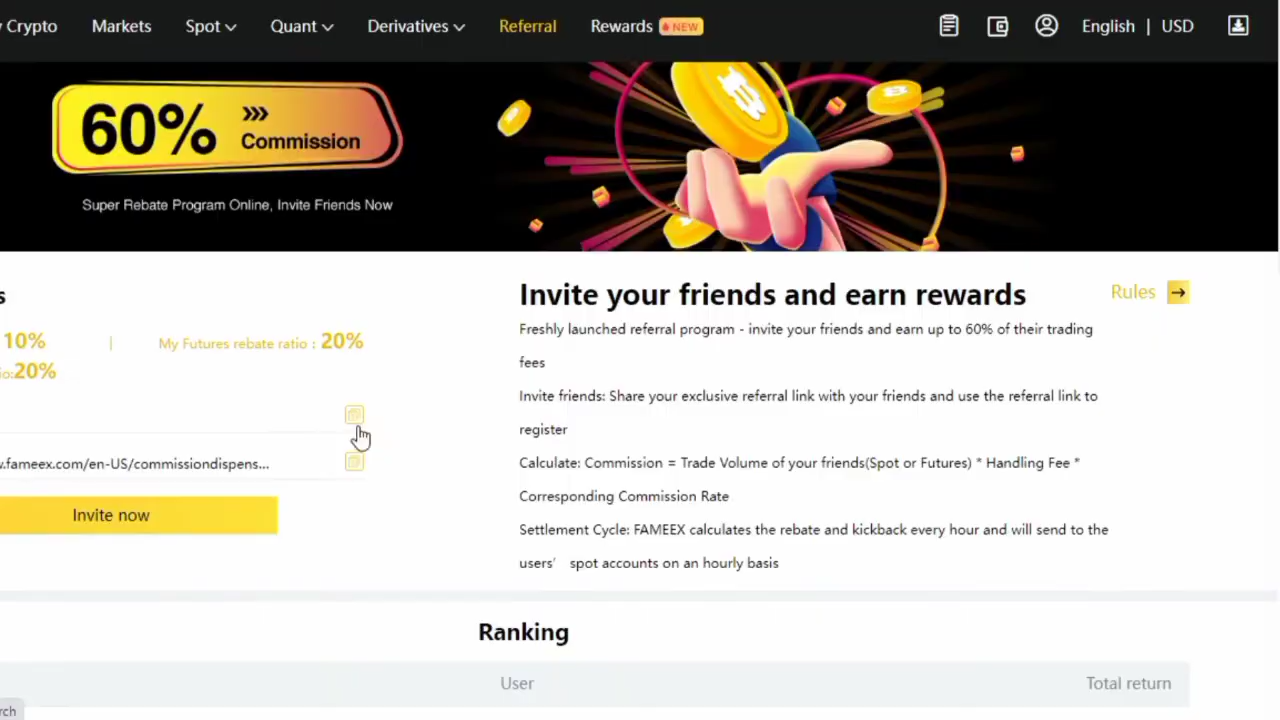 Crypto Markets Spot Quant Derivatives Referral Rewards NEW English | USD
60% Commission
Super Rebate Program Online, Invite Friends Now
s
10% | My Futures rebate ratio : 20%
io:20%
.fameex.com/en-US/commissiondispens...
Invite now
Invite your friends and earn rewards
Rules
Freshly launched referral program - invite your friends and earn up to 60% of their trading
fees
Invite friends: Share your exclusive referral link with your friends and use the referral link to
register
Calculate: Commission = Trade Volume of your friends(Spot or Futures) * Handling Fee *
Corresponding Commission Rate
Settlement Cycle: FAMEEX calculates the rebate and kickback every hour and will send to the
users' spot accounts on an hourly basis
Ranking
User Total return
rch